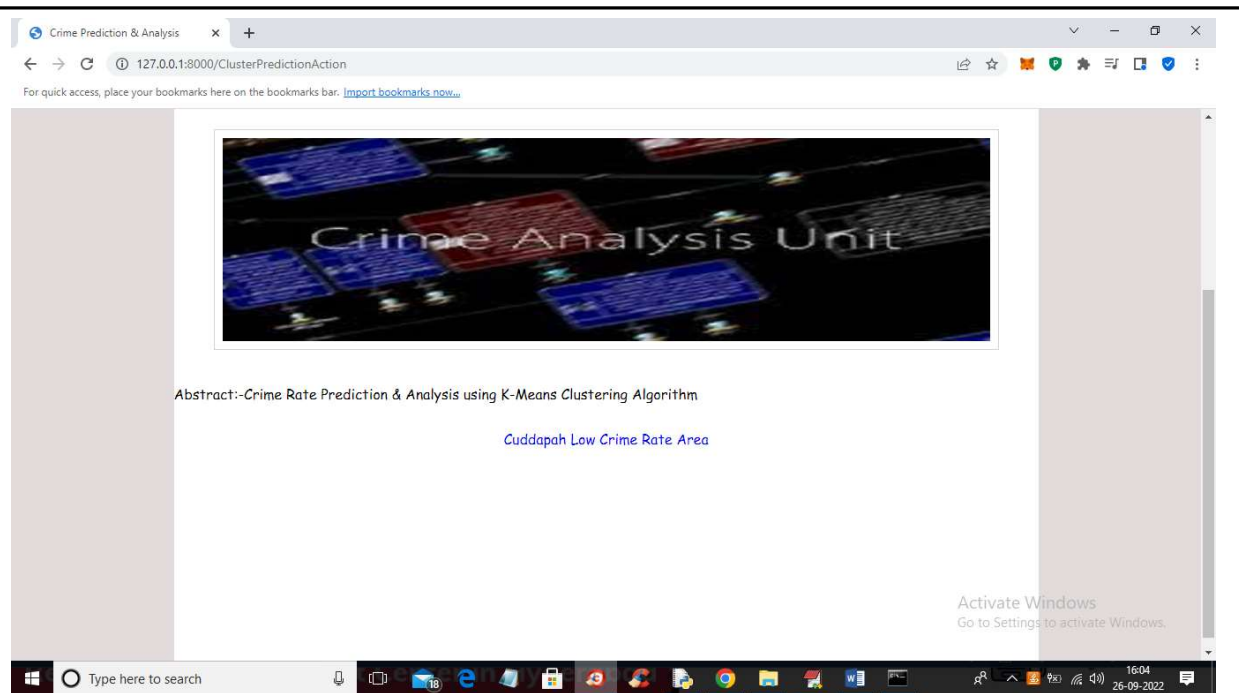 Crime Prediction & Analysis
127.0.0.1:8000/ClusterPredictionAction
For quick access, place your bookmarks here on the bookmarks bar. Import bookmarks now...
Crime Analysis Unit
Abstract:-Crime Rate Prediction & Analysis using K-Means Clustering Algorithm
Cuddapah Low Crime Rate Area
Activate Windows
Go to Settings to activate Windows.
Type here to search
18
16:04
26-09-2022